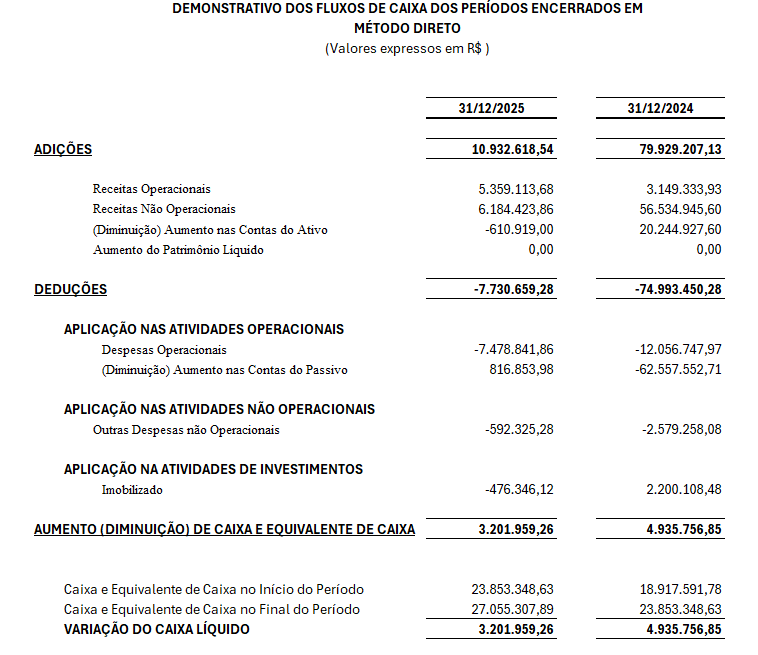 DEMONSTRATIVO DOS FLUXOS DE CAIXA DOS PERÍODOS ENCERRADOS EM
MÉTODO DIRETO
(Valores expressos em R$ )
31/12/2025 31/12/2024
ADIÇÕES 10.932.618,54 79.929.207,13
Receitas Operacionais 5.359.113,68 3.149.333,93
Receitas Não Operacionais 6.184.423,86 56.534.945,60
(Diminuição) Aumento nas Contas do Ativo -610.919,00 20.244.927,60
Aumento do Patrimônio Liquido 0,00 0,00
DEDUÇÕES -7.730.659,28 -74.993.450,28
APLICAÇÃO NAS ATIVIDADES OPERACIONAIS
Despesas Operacionais -7.478.841,86 -12.056.747,97
(Diminuição) Aumento nas Contas do Passivo 816.853,98 -62.557.552,71
APLICAÇÃO NAS ATIVIDADES NÃO OPERACIONAIS
Outras Despesas não Operacionais -592.325,28 -2.579.258,08
APLICAÇÃO NA ATIVIDADES DE INVESTIMENTOS
Imobilizado -476.346,12 2.200.108,48
AUMENTO (DIMINUIÇÃO) DE CAIXA E EQUIVALENTE DE CAIXA 3.201.959,26 4.935.756,85
Caixa e Equivalente de Caixa no Início do Período 23.853.348,63 18.917.591,78
Caixa e Equivalente de Caixa no Final do Período 27.055.307,89 23.853.348,63
VARIAÇÃO DO CAIXA LÍQUIDO 3.201.959,26 4.935.756,85